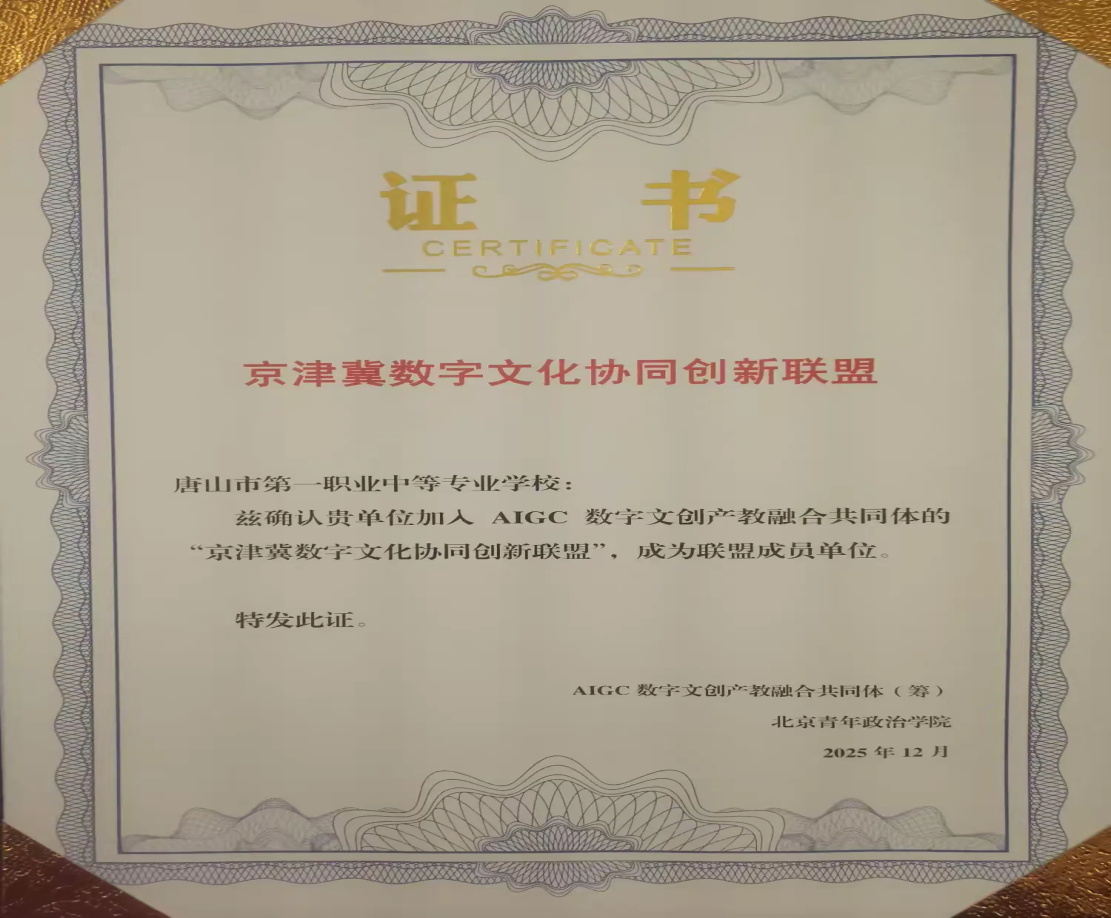 证 书
CERTIFICATE
京津冀数字文化协同创新联盟
唐山市第一职业中等专业学校：
兹确认贵单位加入 AIGC 数字文创产教融合共同体的
“京津冀数字文化协同创新联盟”，成为联盟成员单位。
特发此证。
AIGC 数字文创产教融合共同体（筹）
北京青年政治学院
2025 年 12 月